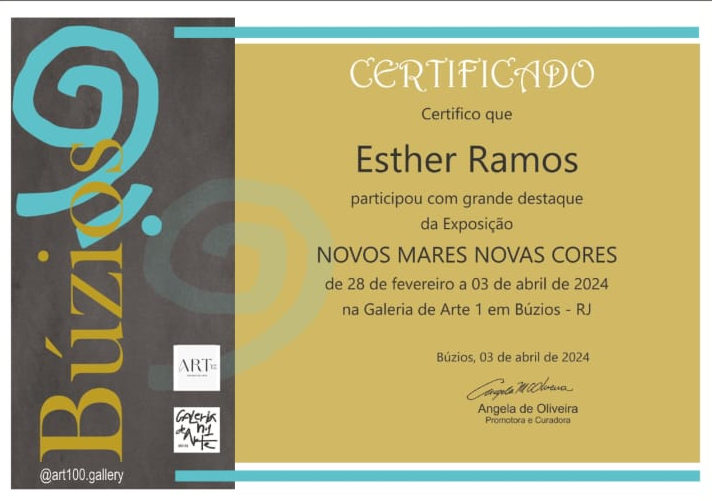 CERTIFICADO
Certifico que
Esther Ramos
participou com grande destaque
da Exposição
NOVOS MARES NOVAS CORES
de 28 de fevereiro a 03 de abril de 2024
na Galeria de Arte 1 em Búzios - RJ
Búzios, 03 de abril de 2024
Angela de Oliveira
Promotora e Curadora
Búzios
ART
Galeria
de nº1
Arte
@art100.gallery